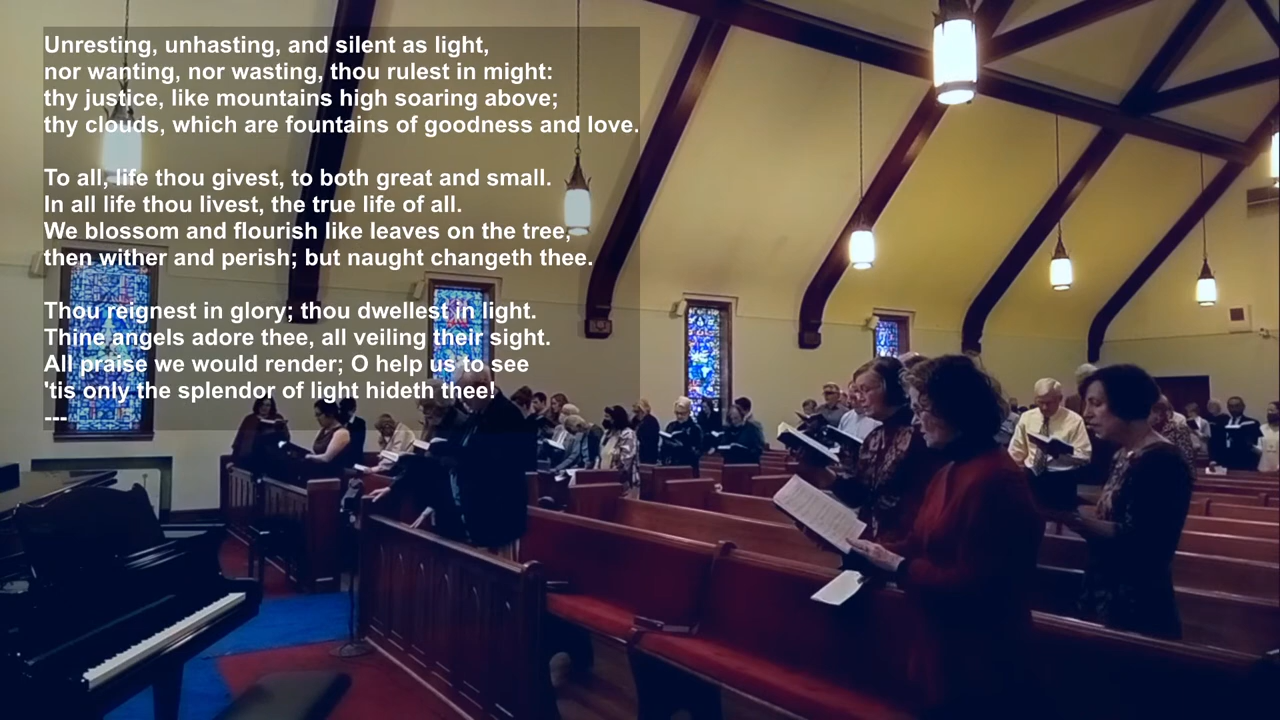 Unresting, unhasting, and silent as light,
nor wanting, nor wasting, thou rulest in might:
thy justice, like mountains high soaring above;
thy clouds, which are fountains of goodness and love.
To all, life thou givest, to both great and small.
In all life thou livest, the true life of all.
We blossom and flourish like leaves on the tree,
then wither and perish; but naught changeth thee.
Thou reignest in glory; thou dwellest in light.
Thine angels adore thee, all veiling their sight.
All praise we would render; O help us to see
'tis only the splendor of light hideth thee!
---